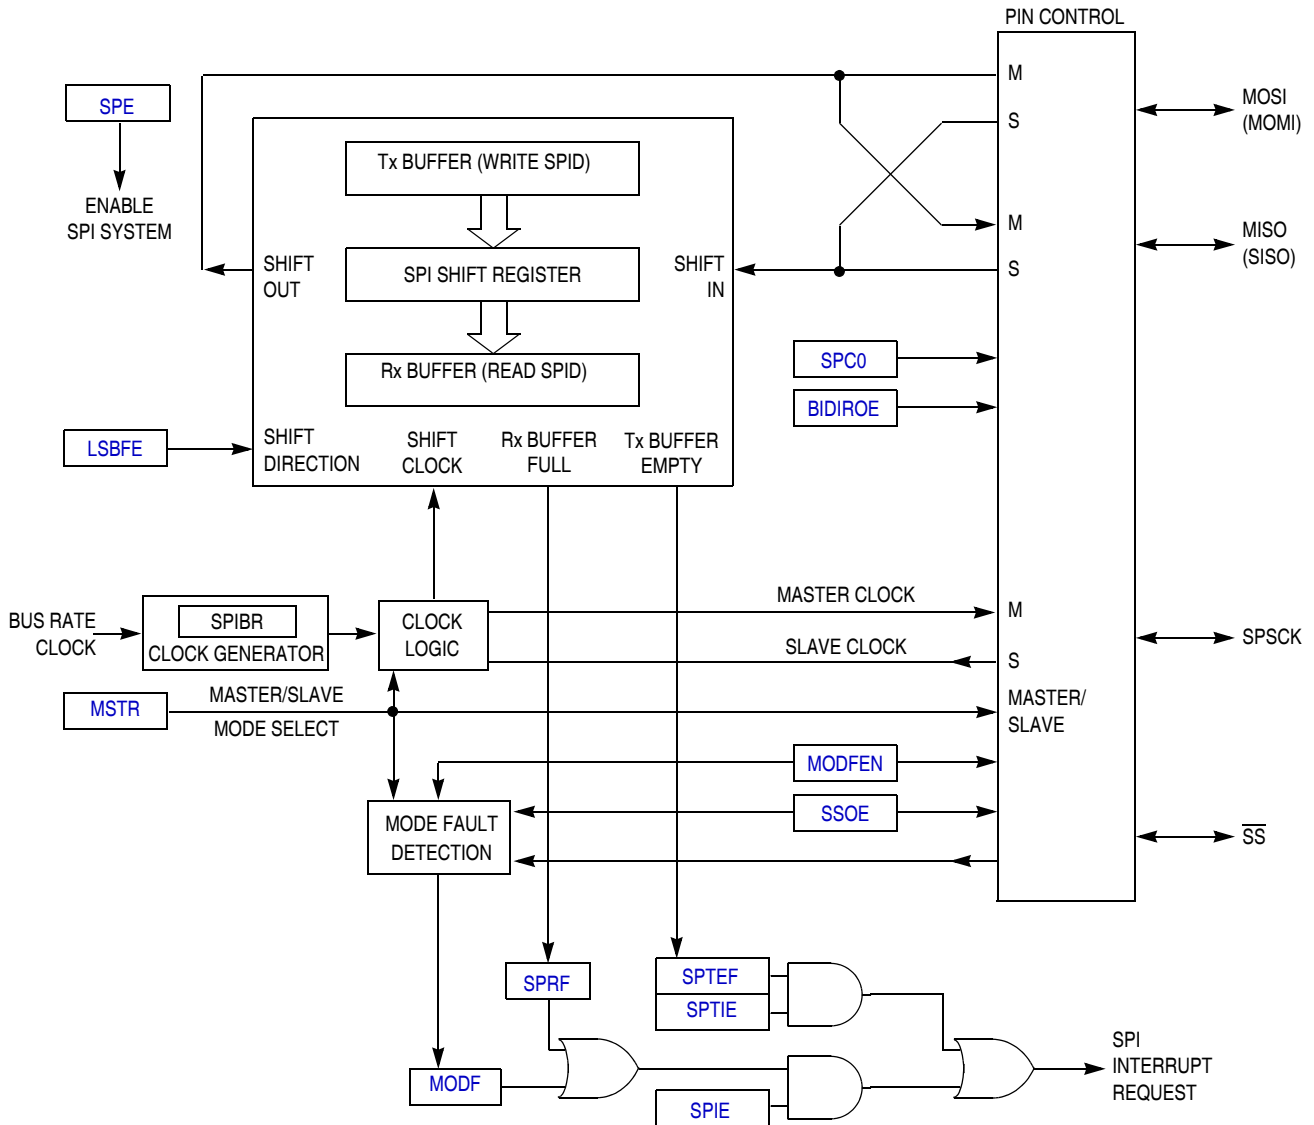 PIN CONTROL
M
SPE
MOSI
(MOMI)
S
Tx BUFFER (WRITE SPID)
ENABLE
SPI SYSTEM
M
MISO
(SISO)
SHIFT
OUT
SPI SHIFT REGISTER
SHIFT
IN
S
SPC0
Rx BUFFER (READ SPID)
BIDIROE
LSBFE
SHIFT
DIRECTION
SHIFT
CLOCK
Rx BUFFER
FULL
Tx BUFFER
EMPTY
MASTER CLOCK
M
BUS RATE
CLOCK
SPIBR
CLOCK GENERATOR
CLOCK
LOGIC
SPSCK
SLAVE CLOCK
S
MSTR
MASTER/SLAVE
MODE SELECT
MASTER/
SLAVE
MODFEN
SSOE
MODE FAULT
DETECTION
SS
SPRF
SPTEF
SPTIE
MODF
SPIE
SPI
INTERRUPT
REQUEST